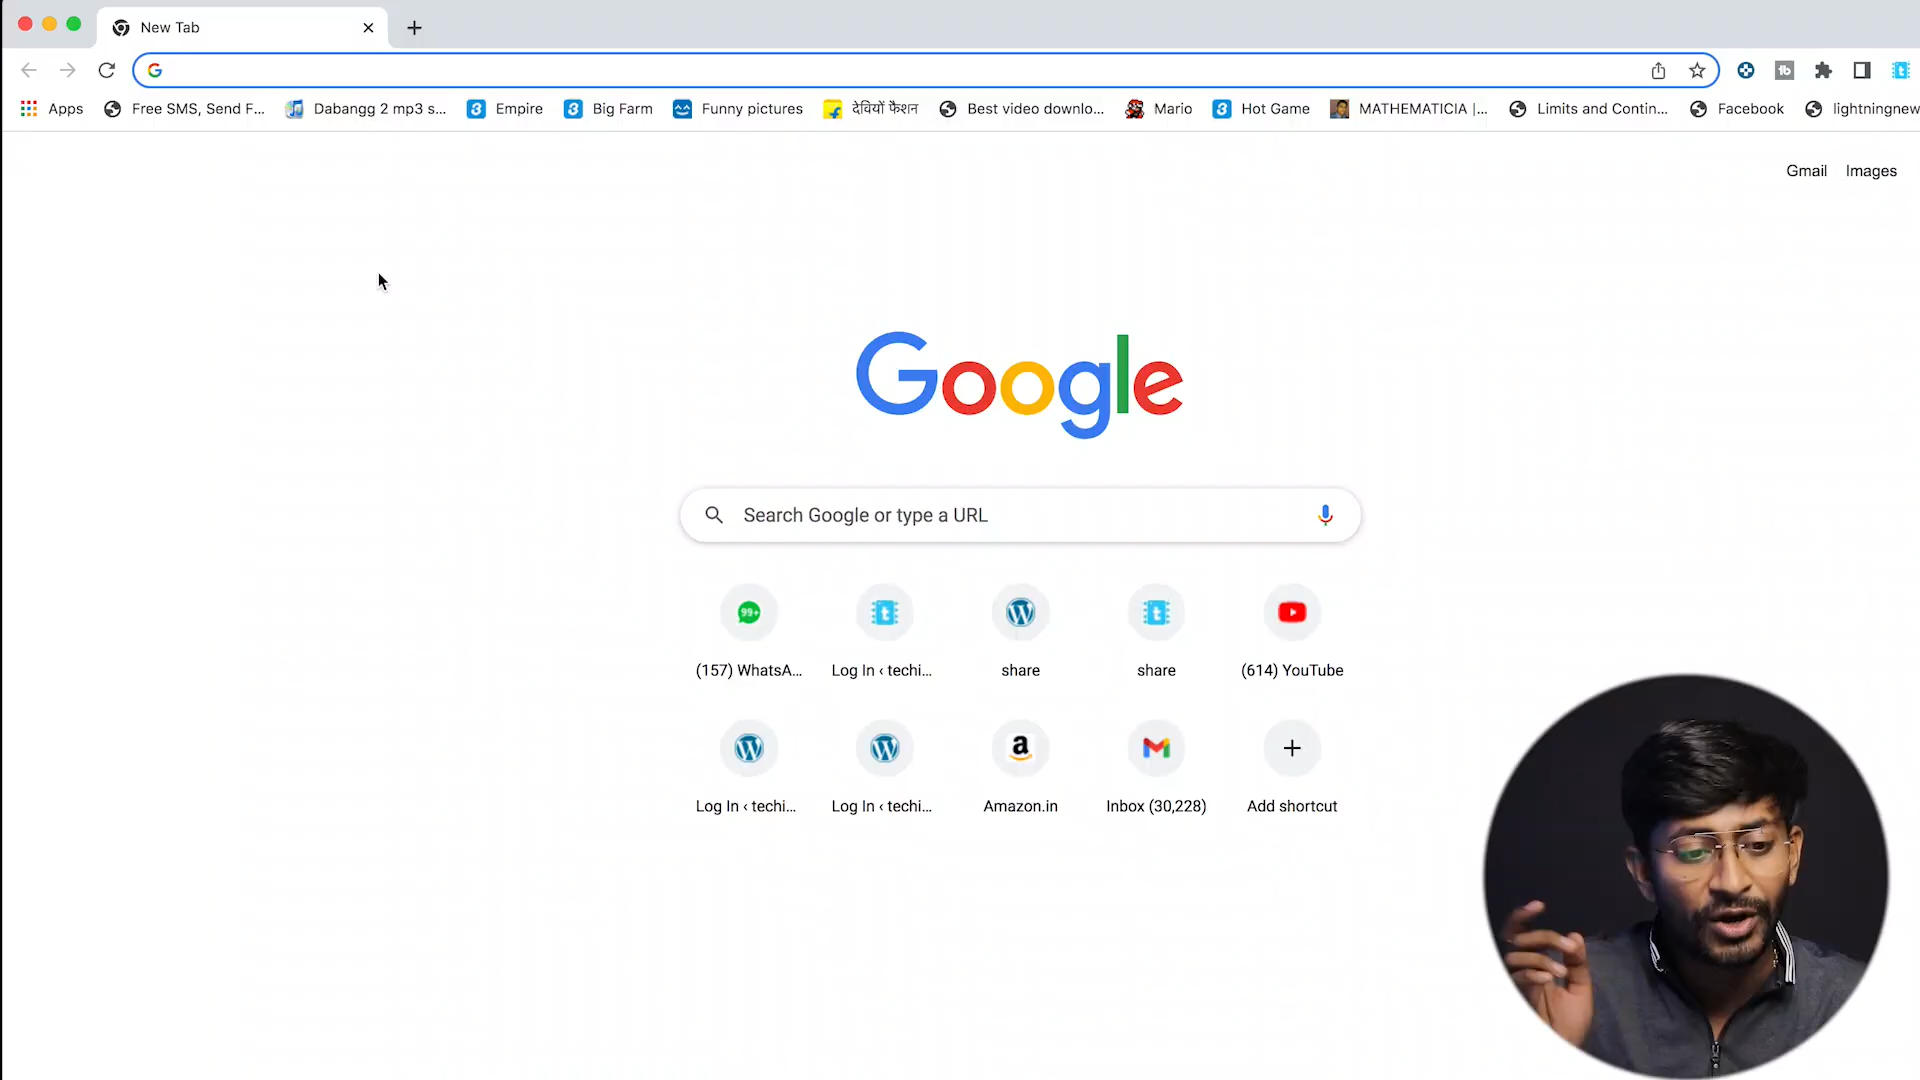 New Tab
Apps Free SMS, Send F... Dabangg 2 mp3 s... Empire Big Farm Funny pictures देवियों फैशन Best video downlo... Mario Hot Game MATHEMATICIA |... Limits and Contin... Facebook lightningnew
Gmail Images
Google
Search Google or type a URL
99+
(157) WhatsA... Log In ‹ techi... share share (614) YouTube
Log In ‹ techi... Log In ‹ techi... Amazon.in Inbox (30,228) Add shortcut